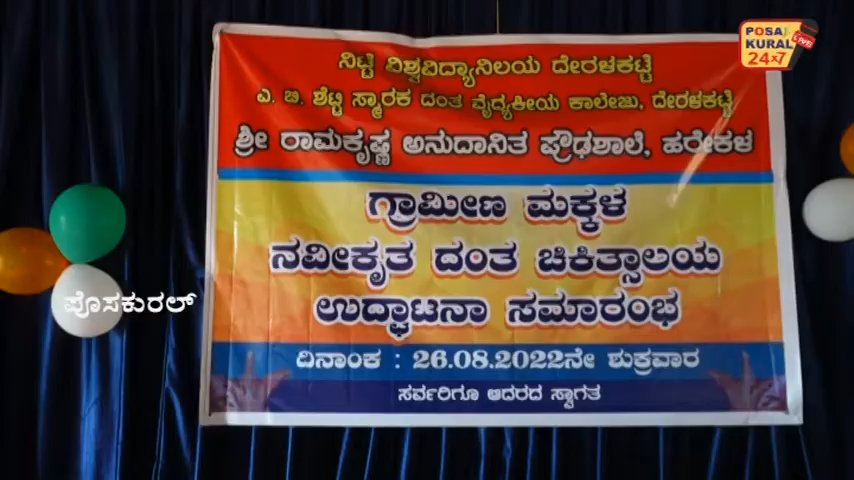 POSA
KURAL
LIVE
24x7
ನಿಟ್ಟೆ ವಿಶ್ವವಿದ್ಯಾನಿಲಯ ದೇರಳಕಟ್ಟೆ
ಎ. ಬಿ. ಶೆಟ್ಟಿ ಸ್ಮಾರಕ ದಂತ ವೈದ್ಯಕೀಯ ಕಾಲೇಜು, ದೇರಳಕಟ್ಟೆ
ಶ್ರೀ ರಾಮಕೃಷ್ಣ ಅನುದಾನಿತ ಪ್ರೌಢಶಾಲೆ, ಹರೇಕಳ
ಗ್ರಾಮೀಣ ಮಕ್ಕಳ
ನವೀಕೃತ ದಂತ ಚಿಕಿತ್ಸಾಲಯ
ಉದ್ಘಾಟನಾ ಸಮಾರಂಭ
ದಿನಾಂಕ : 26.08.2022ನೇ ಶುಕ್ರವಾರ
ಸರ್ವರಿಗೂ ಆದರದ ಸ್ವಾಗತ
ಪೊಸಕುರಲ್